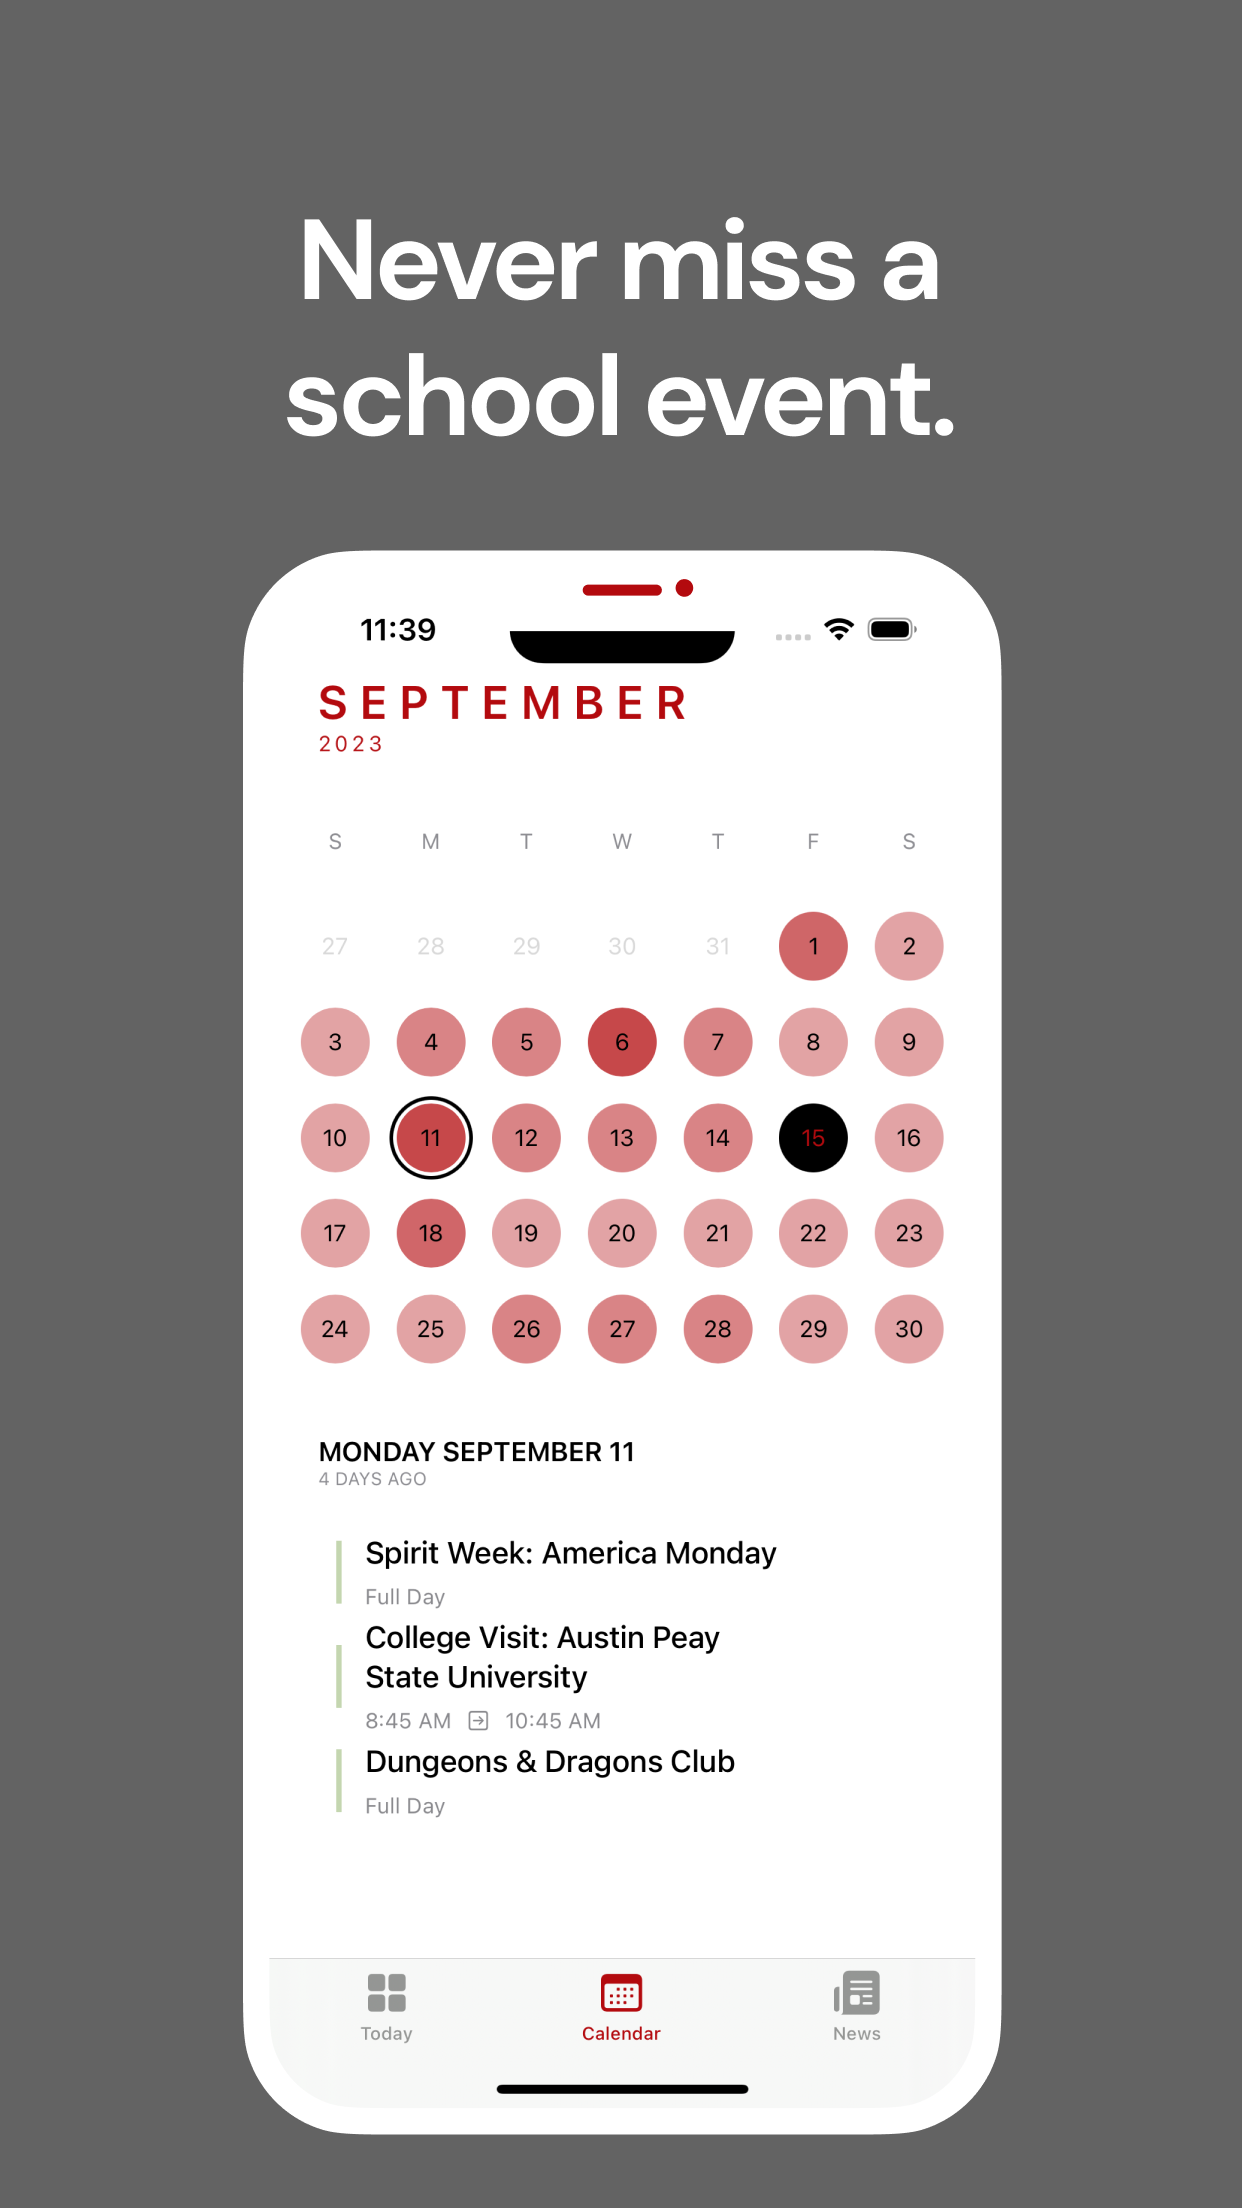 Never miss a
school event.
11:39
SEPTEMBER
2023
S M T W T F S
27 28 29 30 31 1 2
3 4 5 6 7 8 9
10 11 12 13 14 15 16
17 18 19 20 21 22 23
24 25 26 27 28 29 30
MONDAY SEPTEMBER 11
4 DAYS AGO
Spirit Week: America Monday
Full Day
College Visit: Austin Peay
State University
8:45 AM 10:45 AM
Dungeons & Dragons Club
Full Day
Today Calendar News